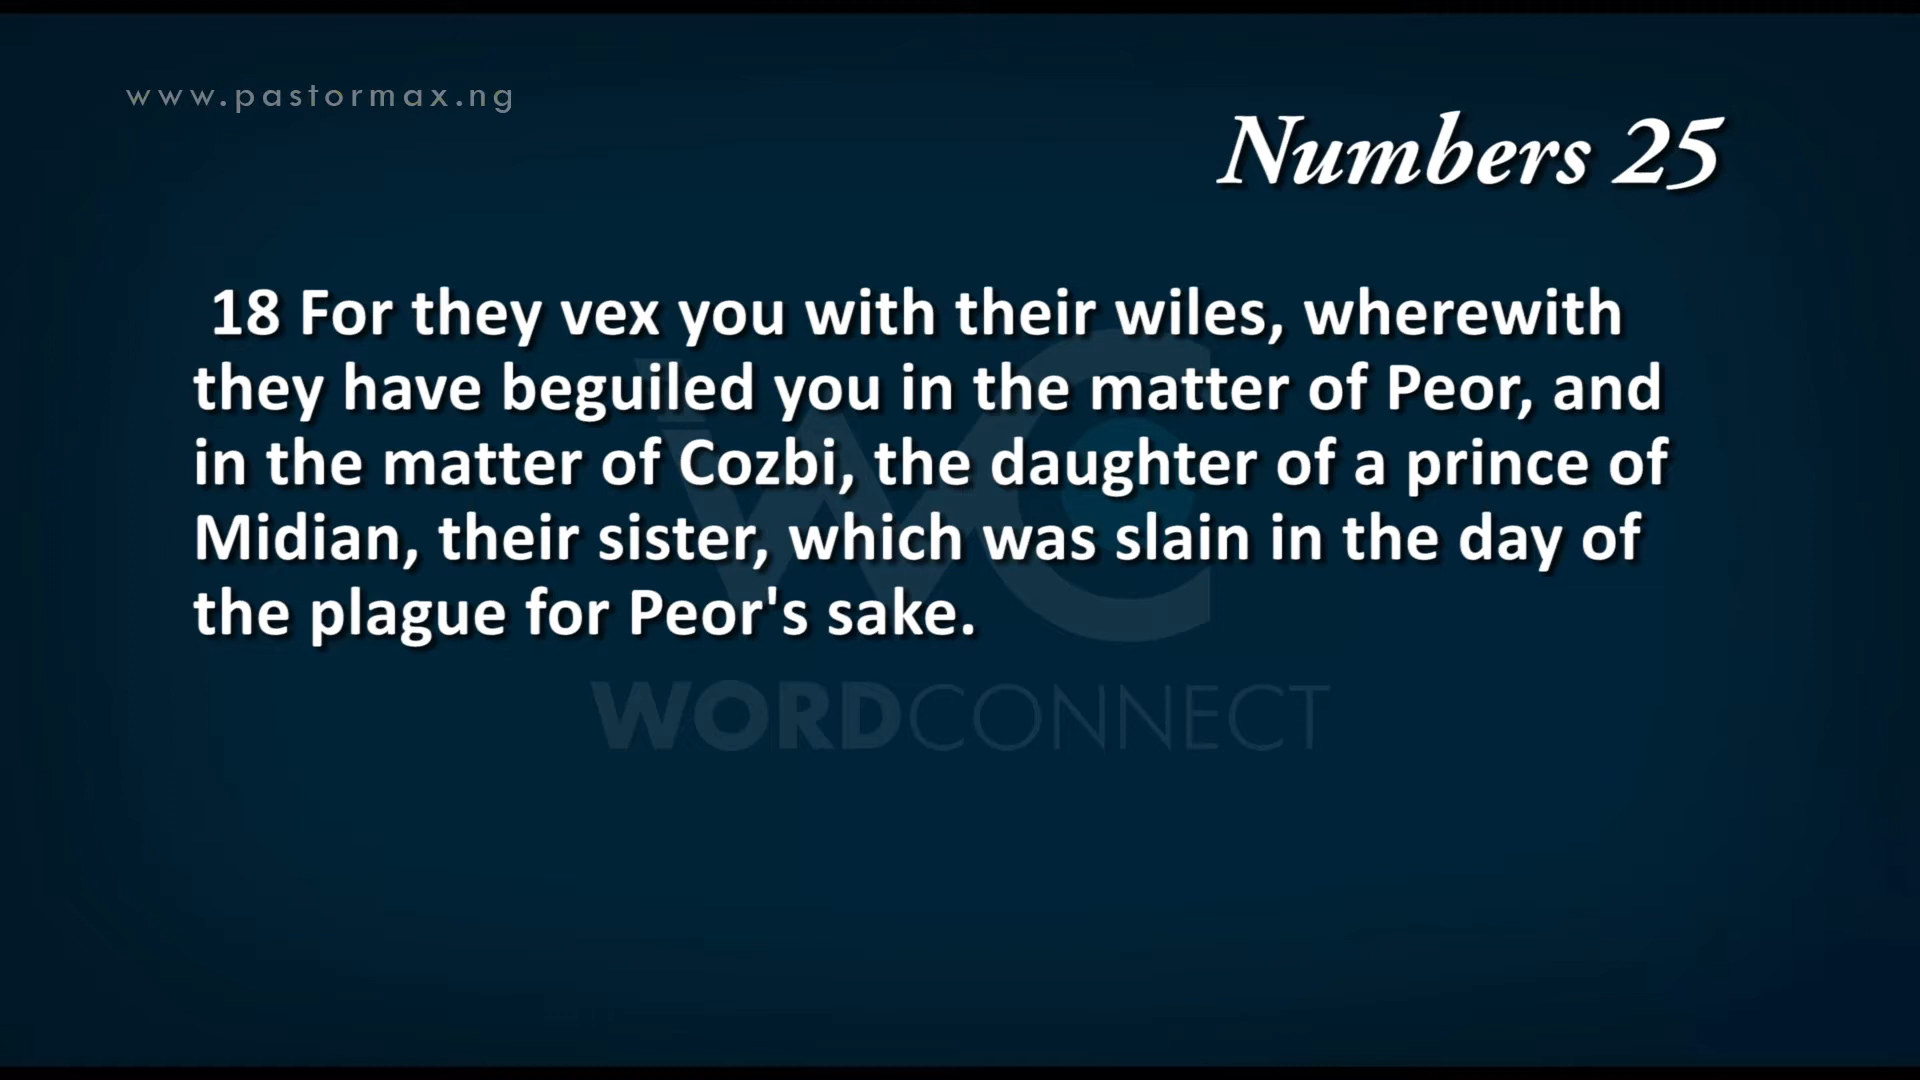 www.pastormax.ng
Numbers 25
18 For they vex you with their wiles, wherewith
they have beguiled you in the matter of Peor, and
in the matter of Cozbi, the daughter of a prince of
Midian, their sister, which was slain in the day of
the plague for Peor's sake.
WC
WORDCONNECT